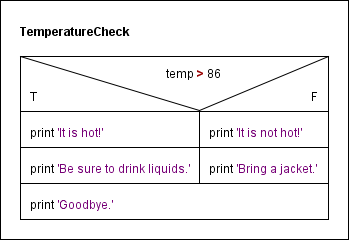 TemperatureCheck
temp > 86
T F
print 'It is hot!' print 'It is not hot!'
print 'Be sure to drink liquids.' print 'Bring a jacket.'
print 'Goodbye.'